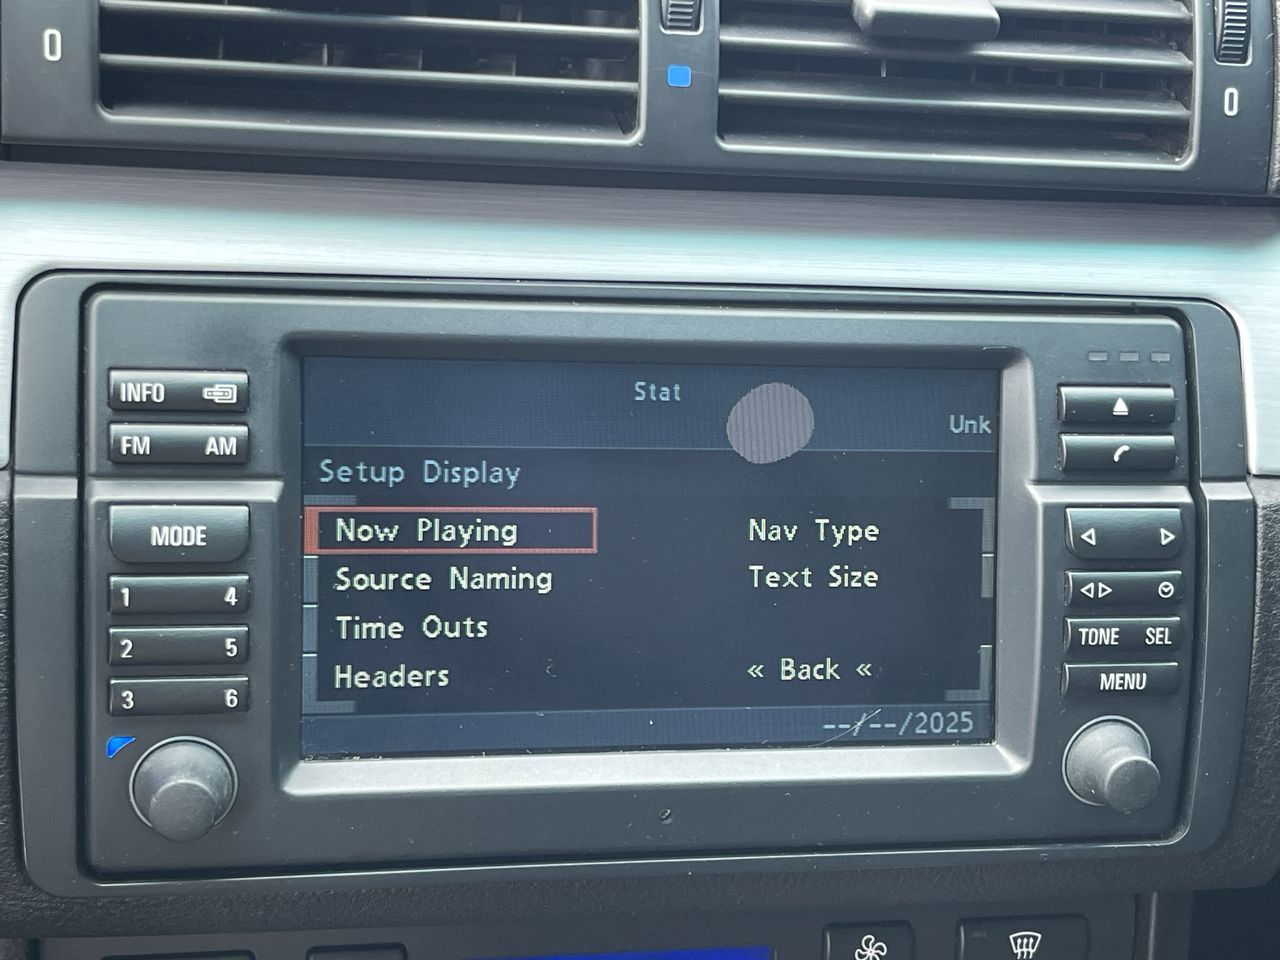 0
0
INFO
FM AM
MODE
1 4
2 5
3 6
Stat
Unk
Setup Display
Now Playing
Nav Type
Source Naming
Text Size
Time Outs
Headers
« Back «
--/--/2025
TONE SEL
MENU